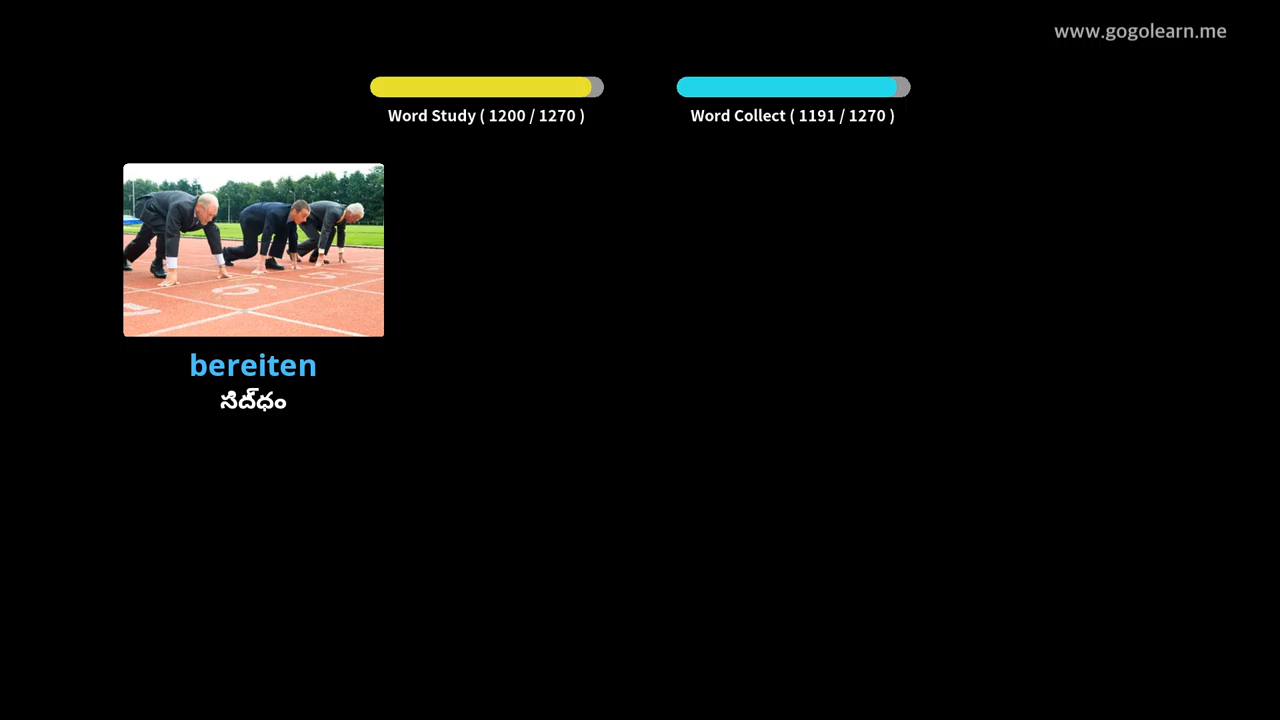 www.gogolearn.me
Word Study ( 1200 / 1270 )
Word Collect ( 1191 / 1270 )
bereiten
సిద్ధం